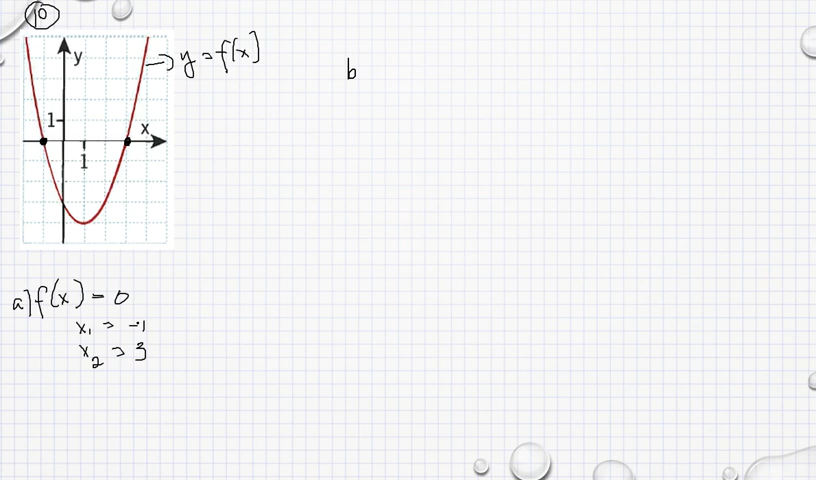 10
y
y = f(x)
1
x
1
b
a) f(x) = 0
x₁ = -1
x₂ = 3